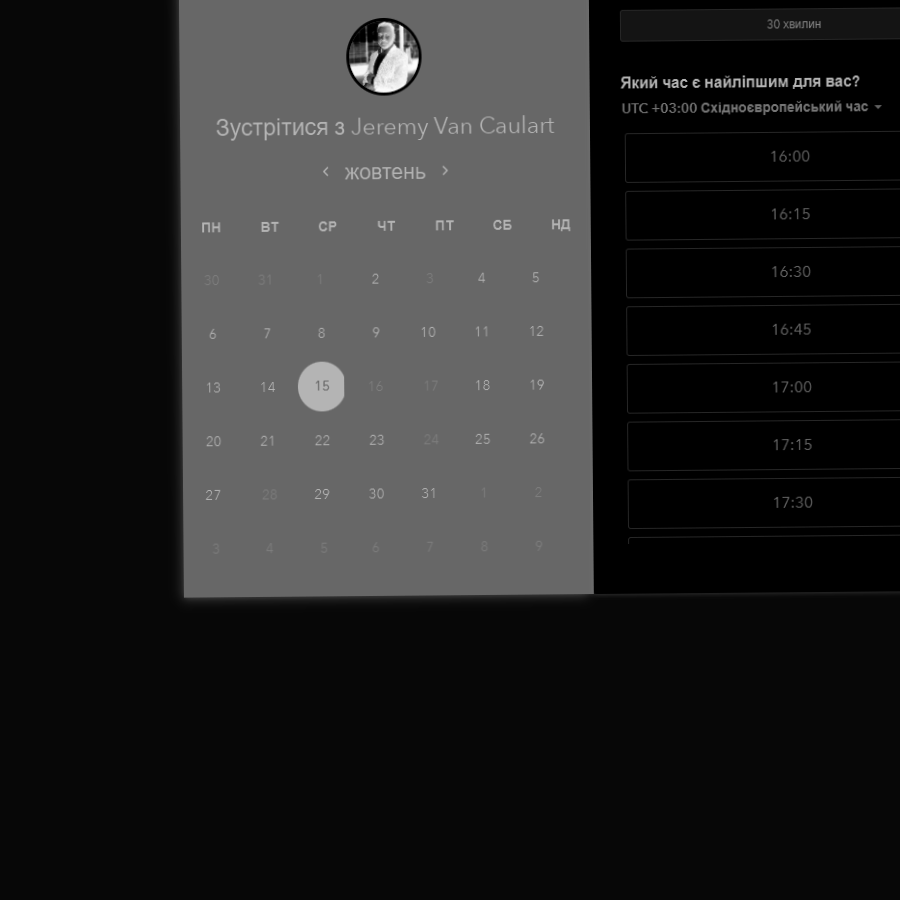 Зустрітися з Jeremy Van Caulart
‹ жовтень ›
ПН ВТ СР ЧТ ПТ СБ НД
30 31 1 2 3 4 5
6 7 8 9 10 11 12
13 14 15 16 17 18 19
20 21 22 23 24 25 26
27 28 29 30 31 1 2
3 4 5 6 7 8 9
30 хвилин
Який час є найліпшим для вас?
UTC +03:00 Східноєвропейський час
16:00
16:15
16:30
16:45
17:00
17:15
17:30